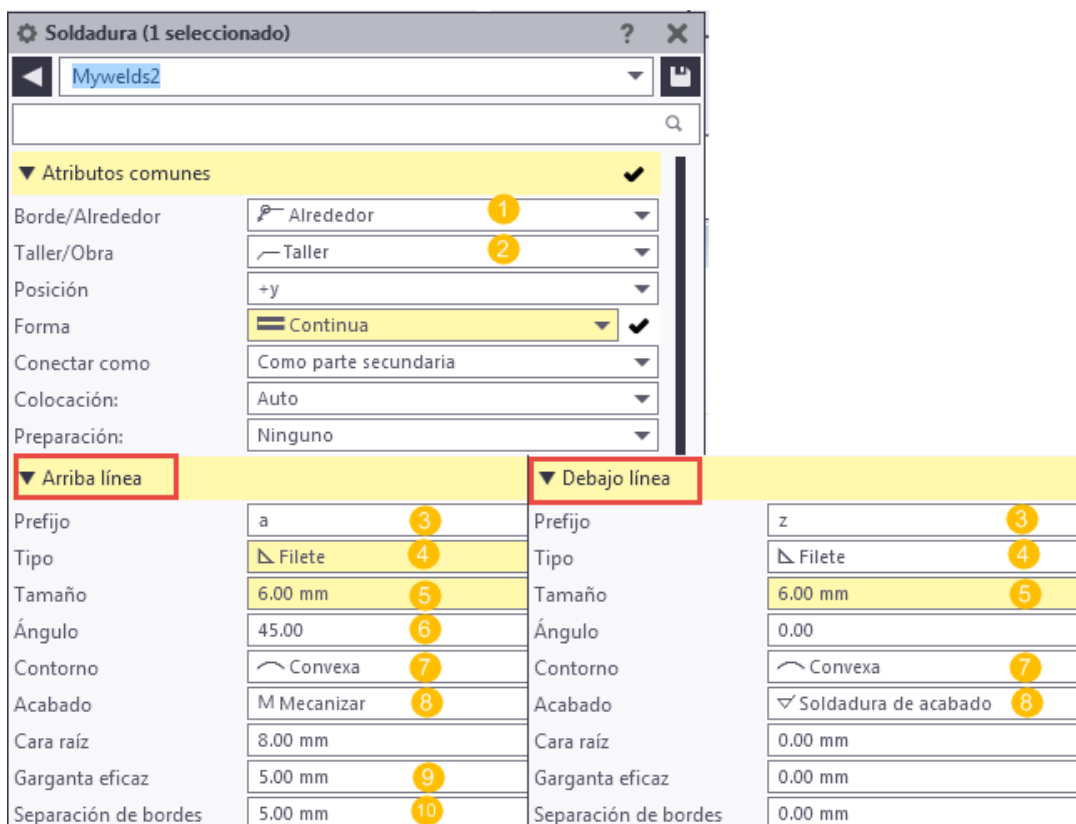 Soldadura (1 seleccionado) ?
Mywelds2
Atributos comunes
Borde/Alrededor Alrededor 1
Taller/Obra Taller 2
Posición +y
Forma Continua
Conectar como Como parte secundaria
Colocación: Auto
Preparación: Ninguno
Arriba línea
Prefijo a 3
Tipo Filete 4
Tamaño 6.00 mm 5
Ángulo 45.00 6
Contorno Convexa 7
Acabado M Mecanizar 8
Cara raíz 8.00 mm
Garganta eficaz 5.00 mm 9
Separación de bordes 5.00 mm 10
Debajo línea
Prefijo z 3
Tipo Filete 4
Tamaño 6.00 mm 5
Ángulo 0.00
Contorno Convexa 7
Acabado Soldadura de acabado 8
Cara raíz 0.00 mm
Garganta eficaz 0.00 mm
Separación de bordes 0.00 mm